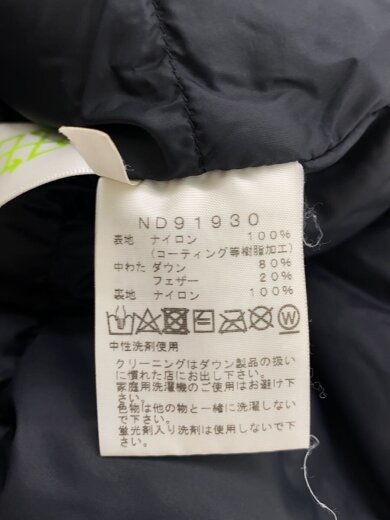 ND91930
表地 ナイロン 100%
(コーティング等樹脂加工)
中わた ダウン 80%
フェザー 20%
裏地 ナイロン 100%
中性洗剤使用
クリーニングはダウン製品の扱い
に慣れた店にお出し下さい。
家庭用洗濯機のご使用はお避け下
さい。
色物は他の物と一緒に洗濯しない
で下さい。
蛍光剤入り洗剤は使用しないで下
さい。